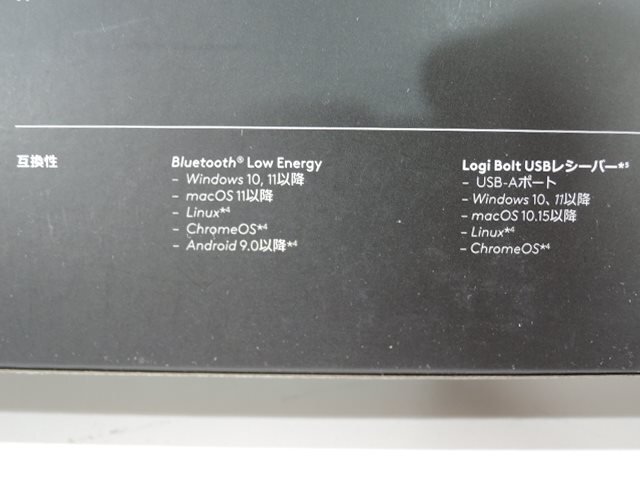 互換性
Bluetooth® Low Energy
– Windows 10, 11以降
– macOS 11以降
– Linux*4
– ChromeOS*4
– Android 9.0以降*4
Logi Bolt USBレシーバー*5
– USB-Aポート
– Windows 10、11以降
– macOS 10.15以降
– Linux*4
– ChromeOS*4